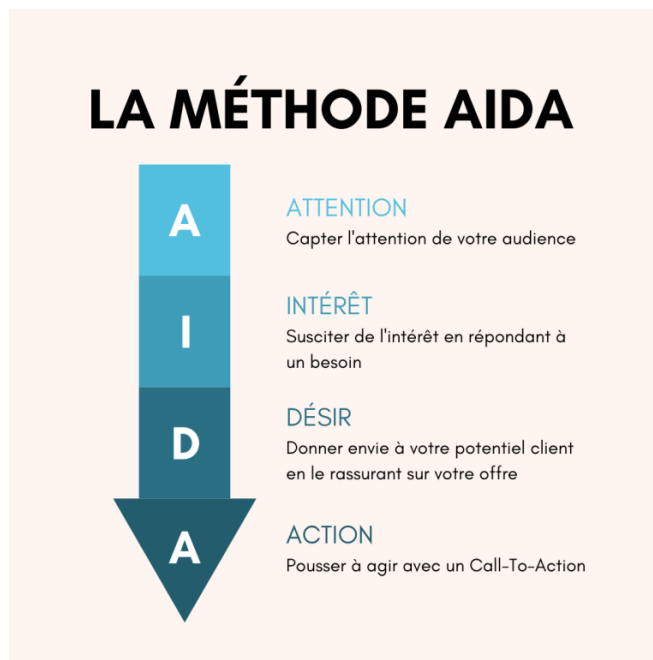 LA MÉTHODE AIDA
A
ATTENTION
Capter l'attention de votre audience
I
INTÉRÊT
Susciter de l'intérêt en répondant à
un besoin
D
DÉSIR
Donner envie à votre potentiel client
en le rassurant sur votre offre
A
ACTION
Pousser à agir avec un Call-To-Action